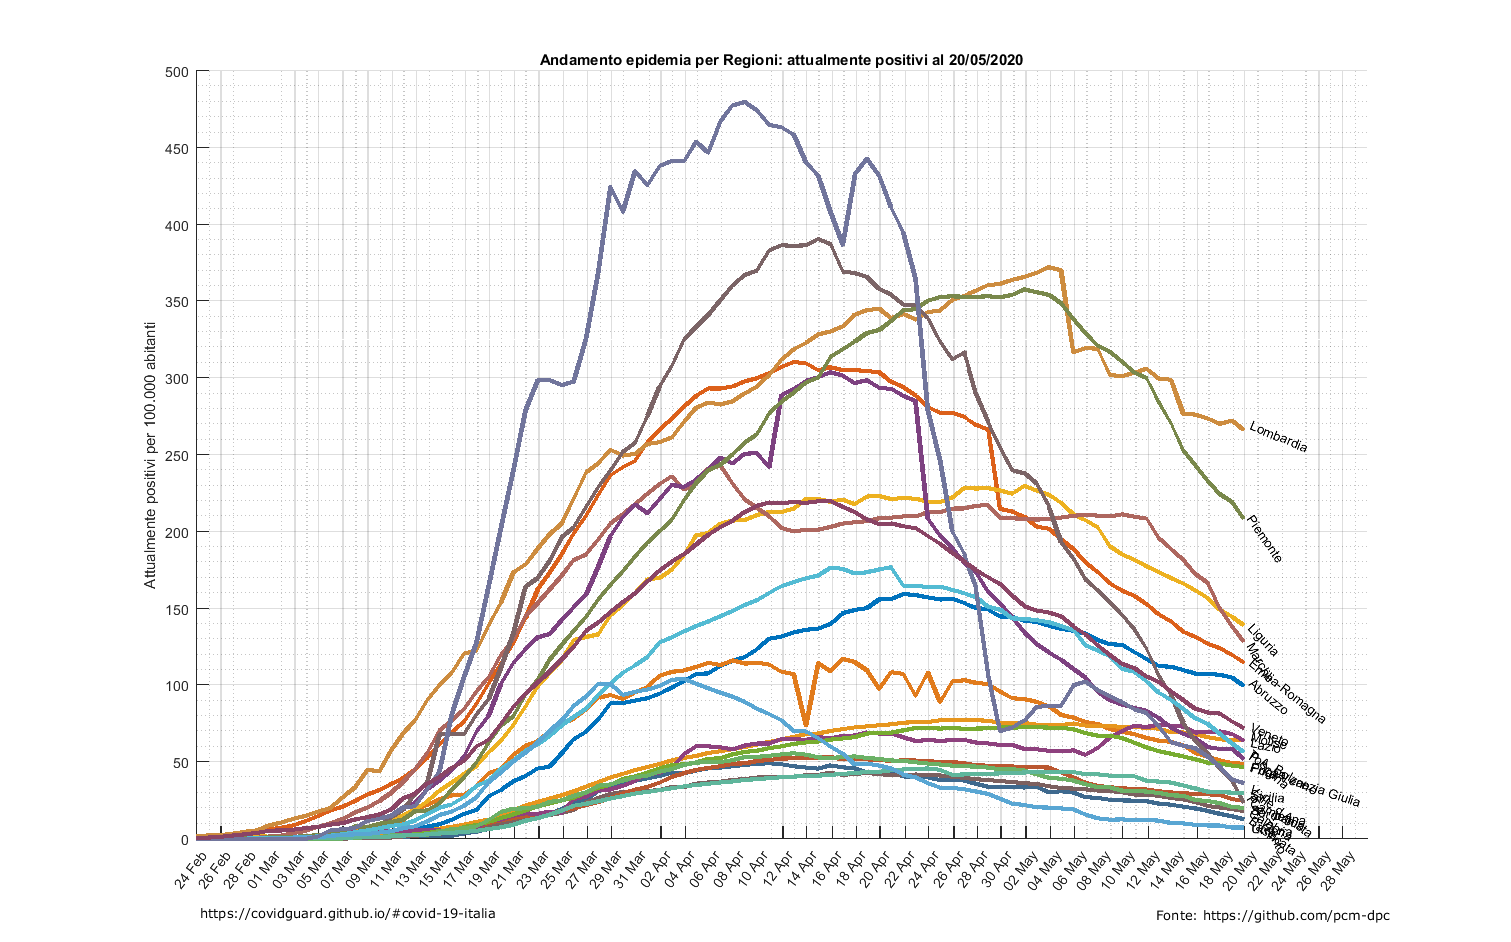 Andamento epidemia per Regioni: attualmente positivi al 20/05/2020
Attualmente positivi per 100.000 abitanti
500
450
400
350
300
250
200
150
100
50
0
24 Feb
26 Feb
28 Feb
01 Mar
03 Mar
05 Mar
07 Mar
09 Mar
11 Mar
13 Mar
15 Mar
17 Mar
19 Mar
21 Mar
23 Mar
25 Mar
27 Mar
29 Mar
31 Mar
02 Apr
04 Apr
06 Apr
08 Apr
10 Apr
12 Apr
14 Apr
16 Apr
18 Apr
20 Apr
22 Apr
24 Apr
26 Apr
28 Apr
30 Apr
02 May
04 May
06 May
08 May
10 May
12 May
14 May
16 May
18 May
20 May
22 May
24 May
26 May
28 May
Lombardia
Piemonte
Liguria
Emilia-Romagna
Abruzzo
Veneto
Molise
Lazio
https://covidguard.github.io/#covid-19-italia
Fonte: https://github.com/pcm-dpc